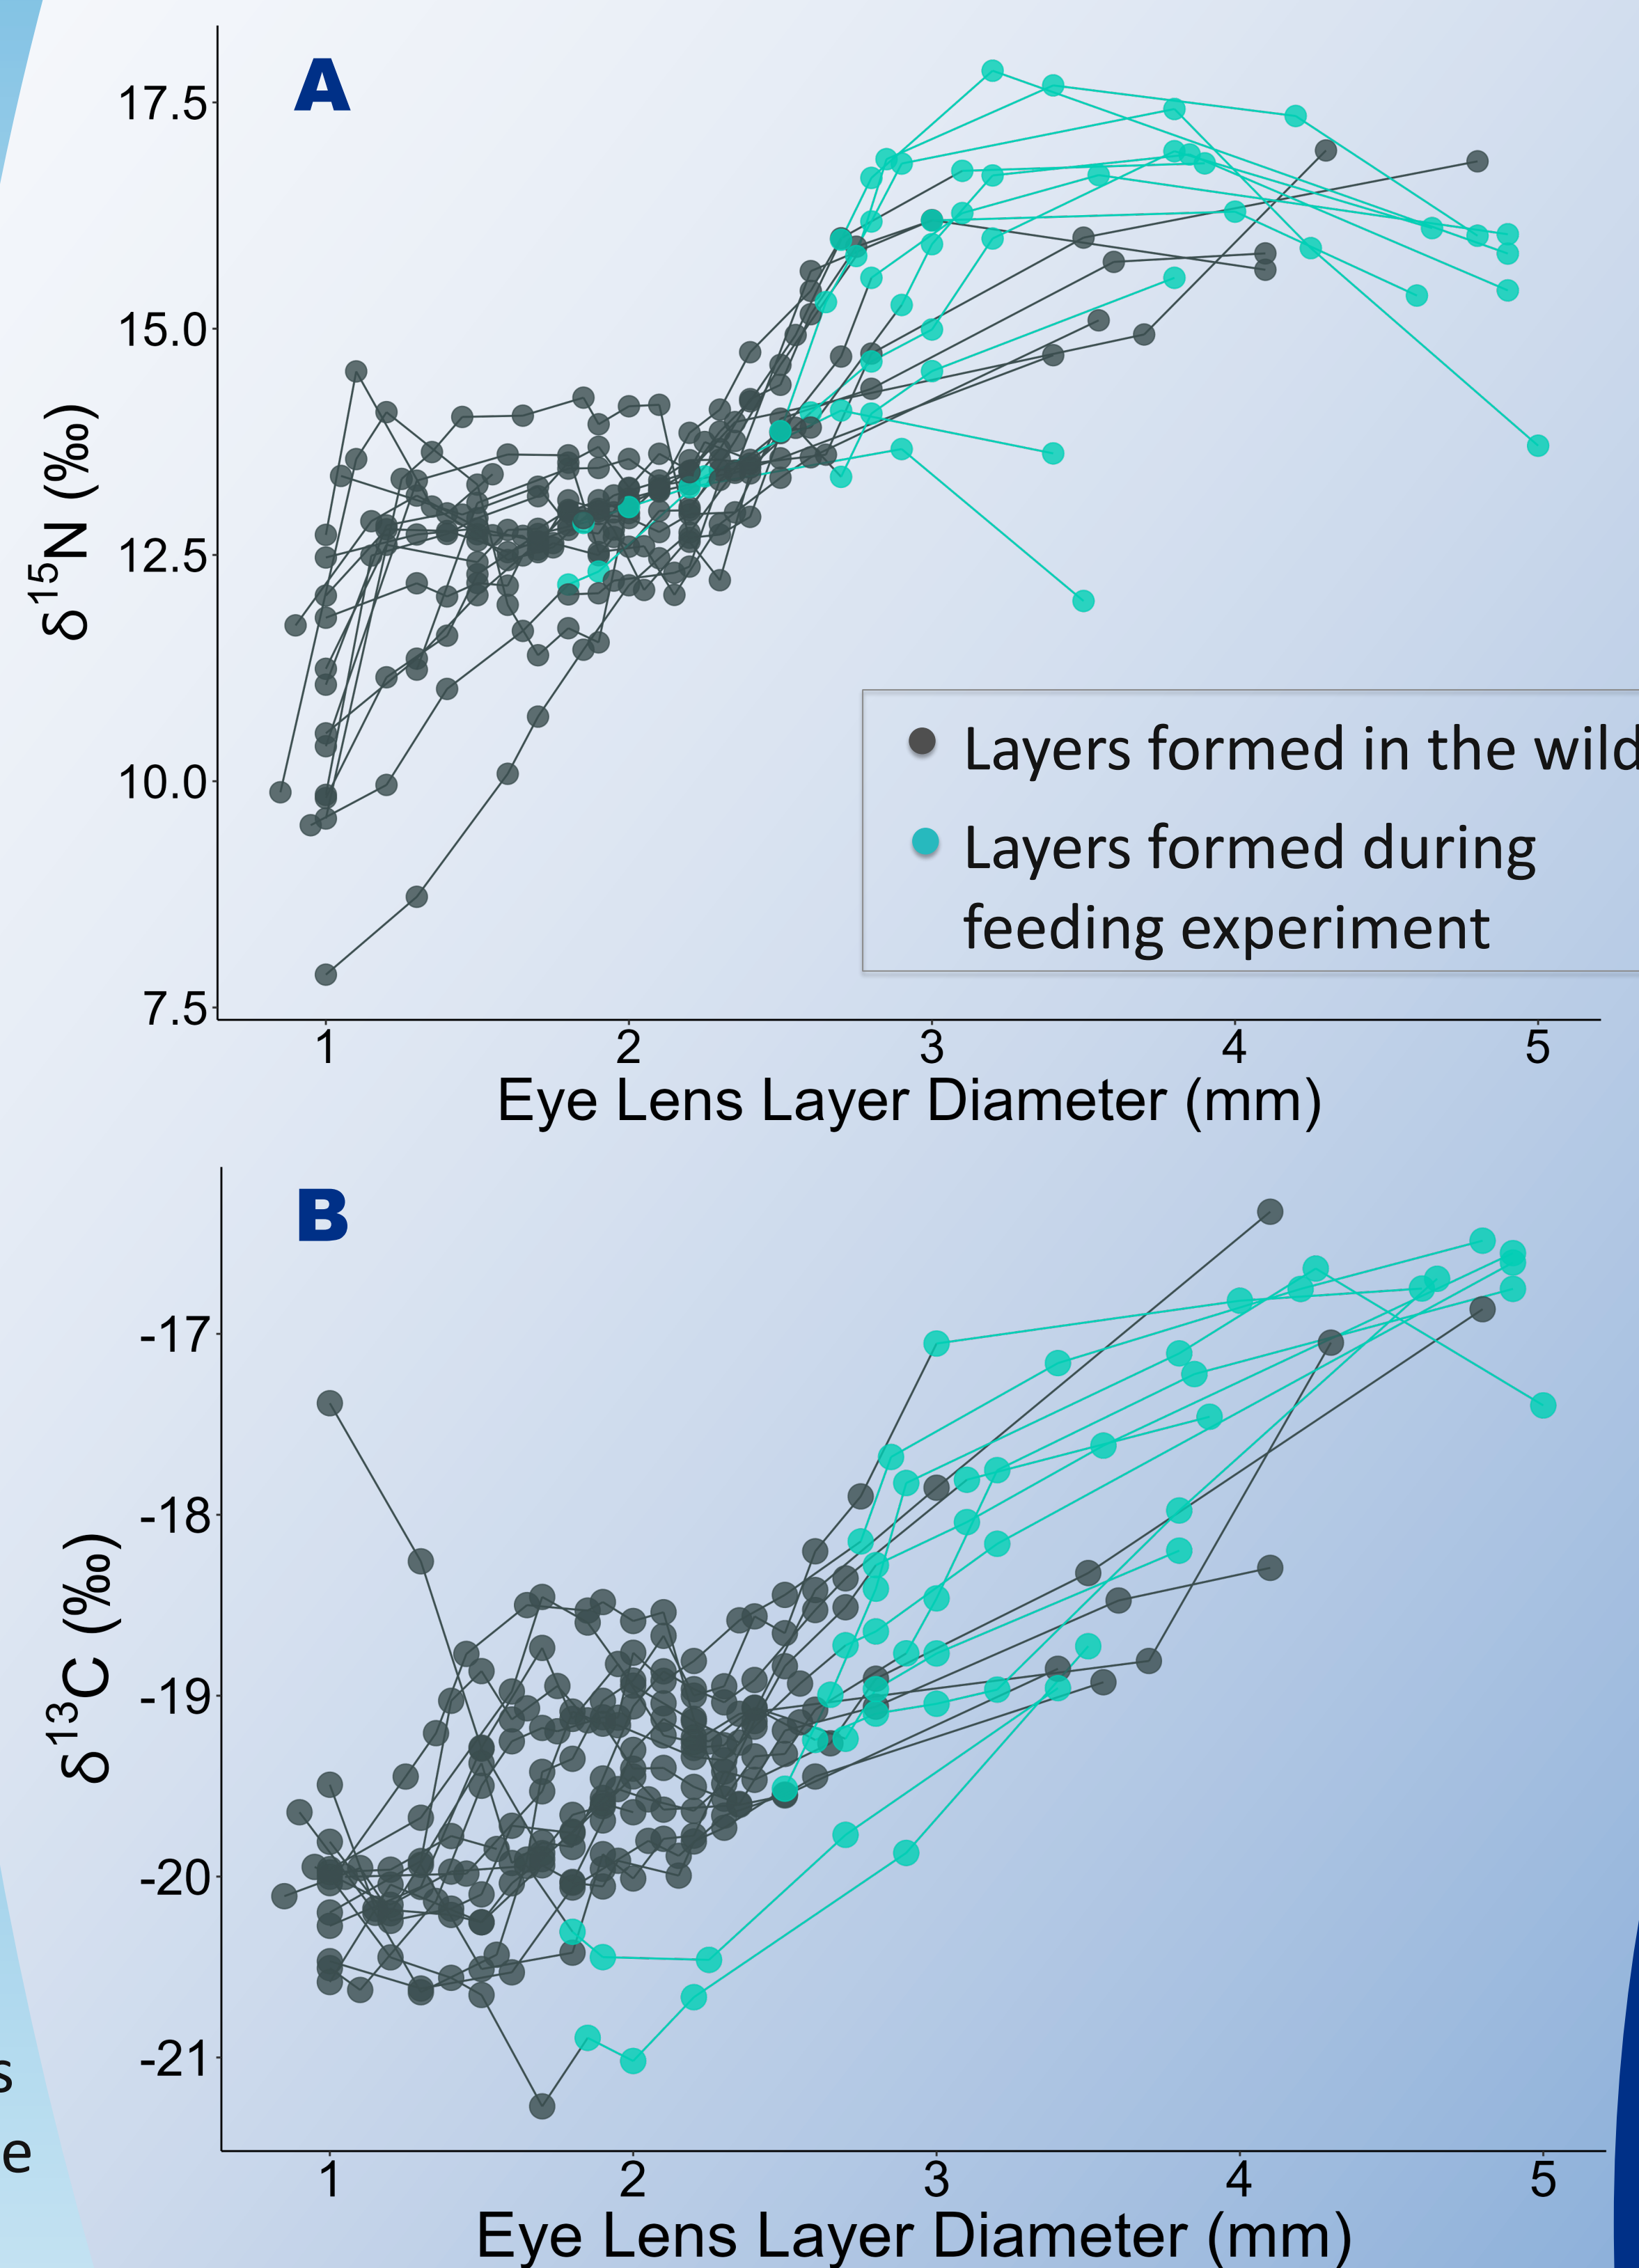 A
17.5
15.0
12.5
10.0
7.5
δ¹⁵N (‰)
Layers formed in the wild
Layers formed during
feeding experiment
1 2 3 4 5
Eye Lens Layer Diameter (mm)
B
-17
-18
-19
-20
-21
δ¹³C (‰)
s
e
1 2 3 4 5
Eye Lens Layer Diameter (mm)